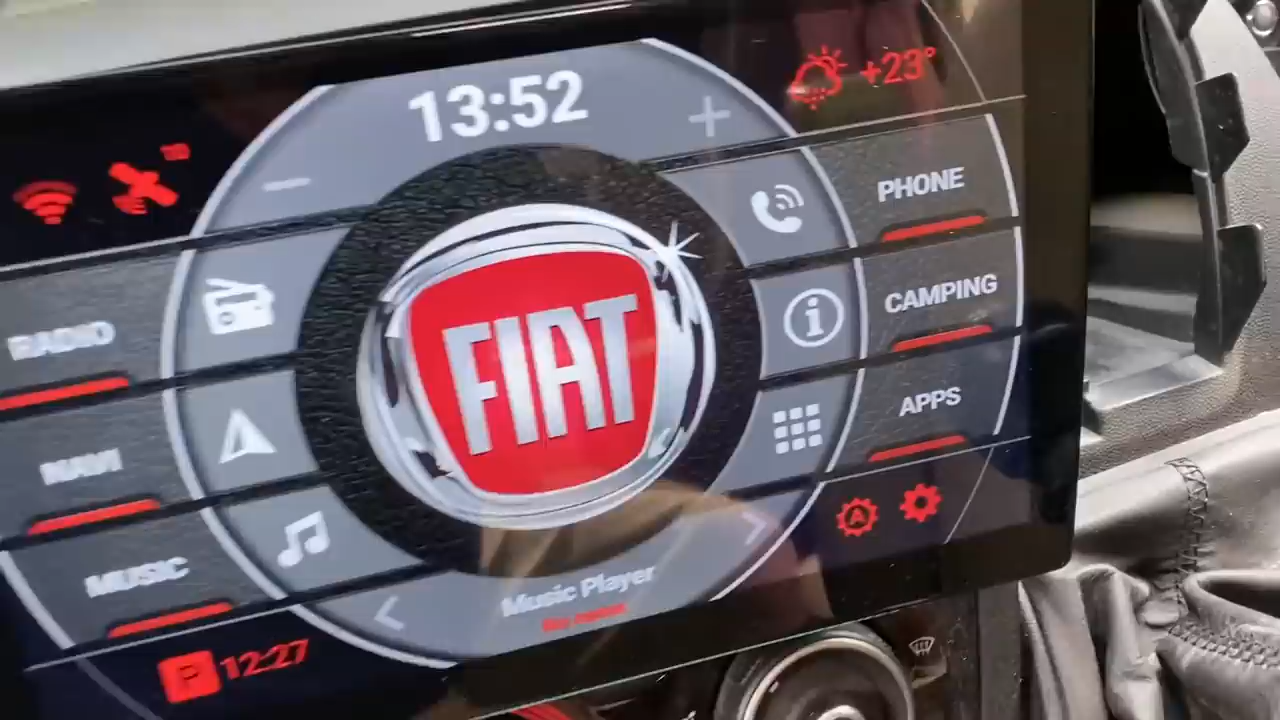 13:52
+23°
PHONE
RADIO
CAMPING
FIAT
NAVI
APPS
MUSIC
Music Player
P 12:27